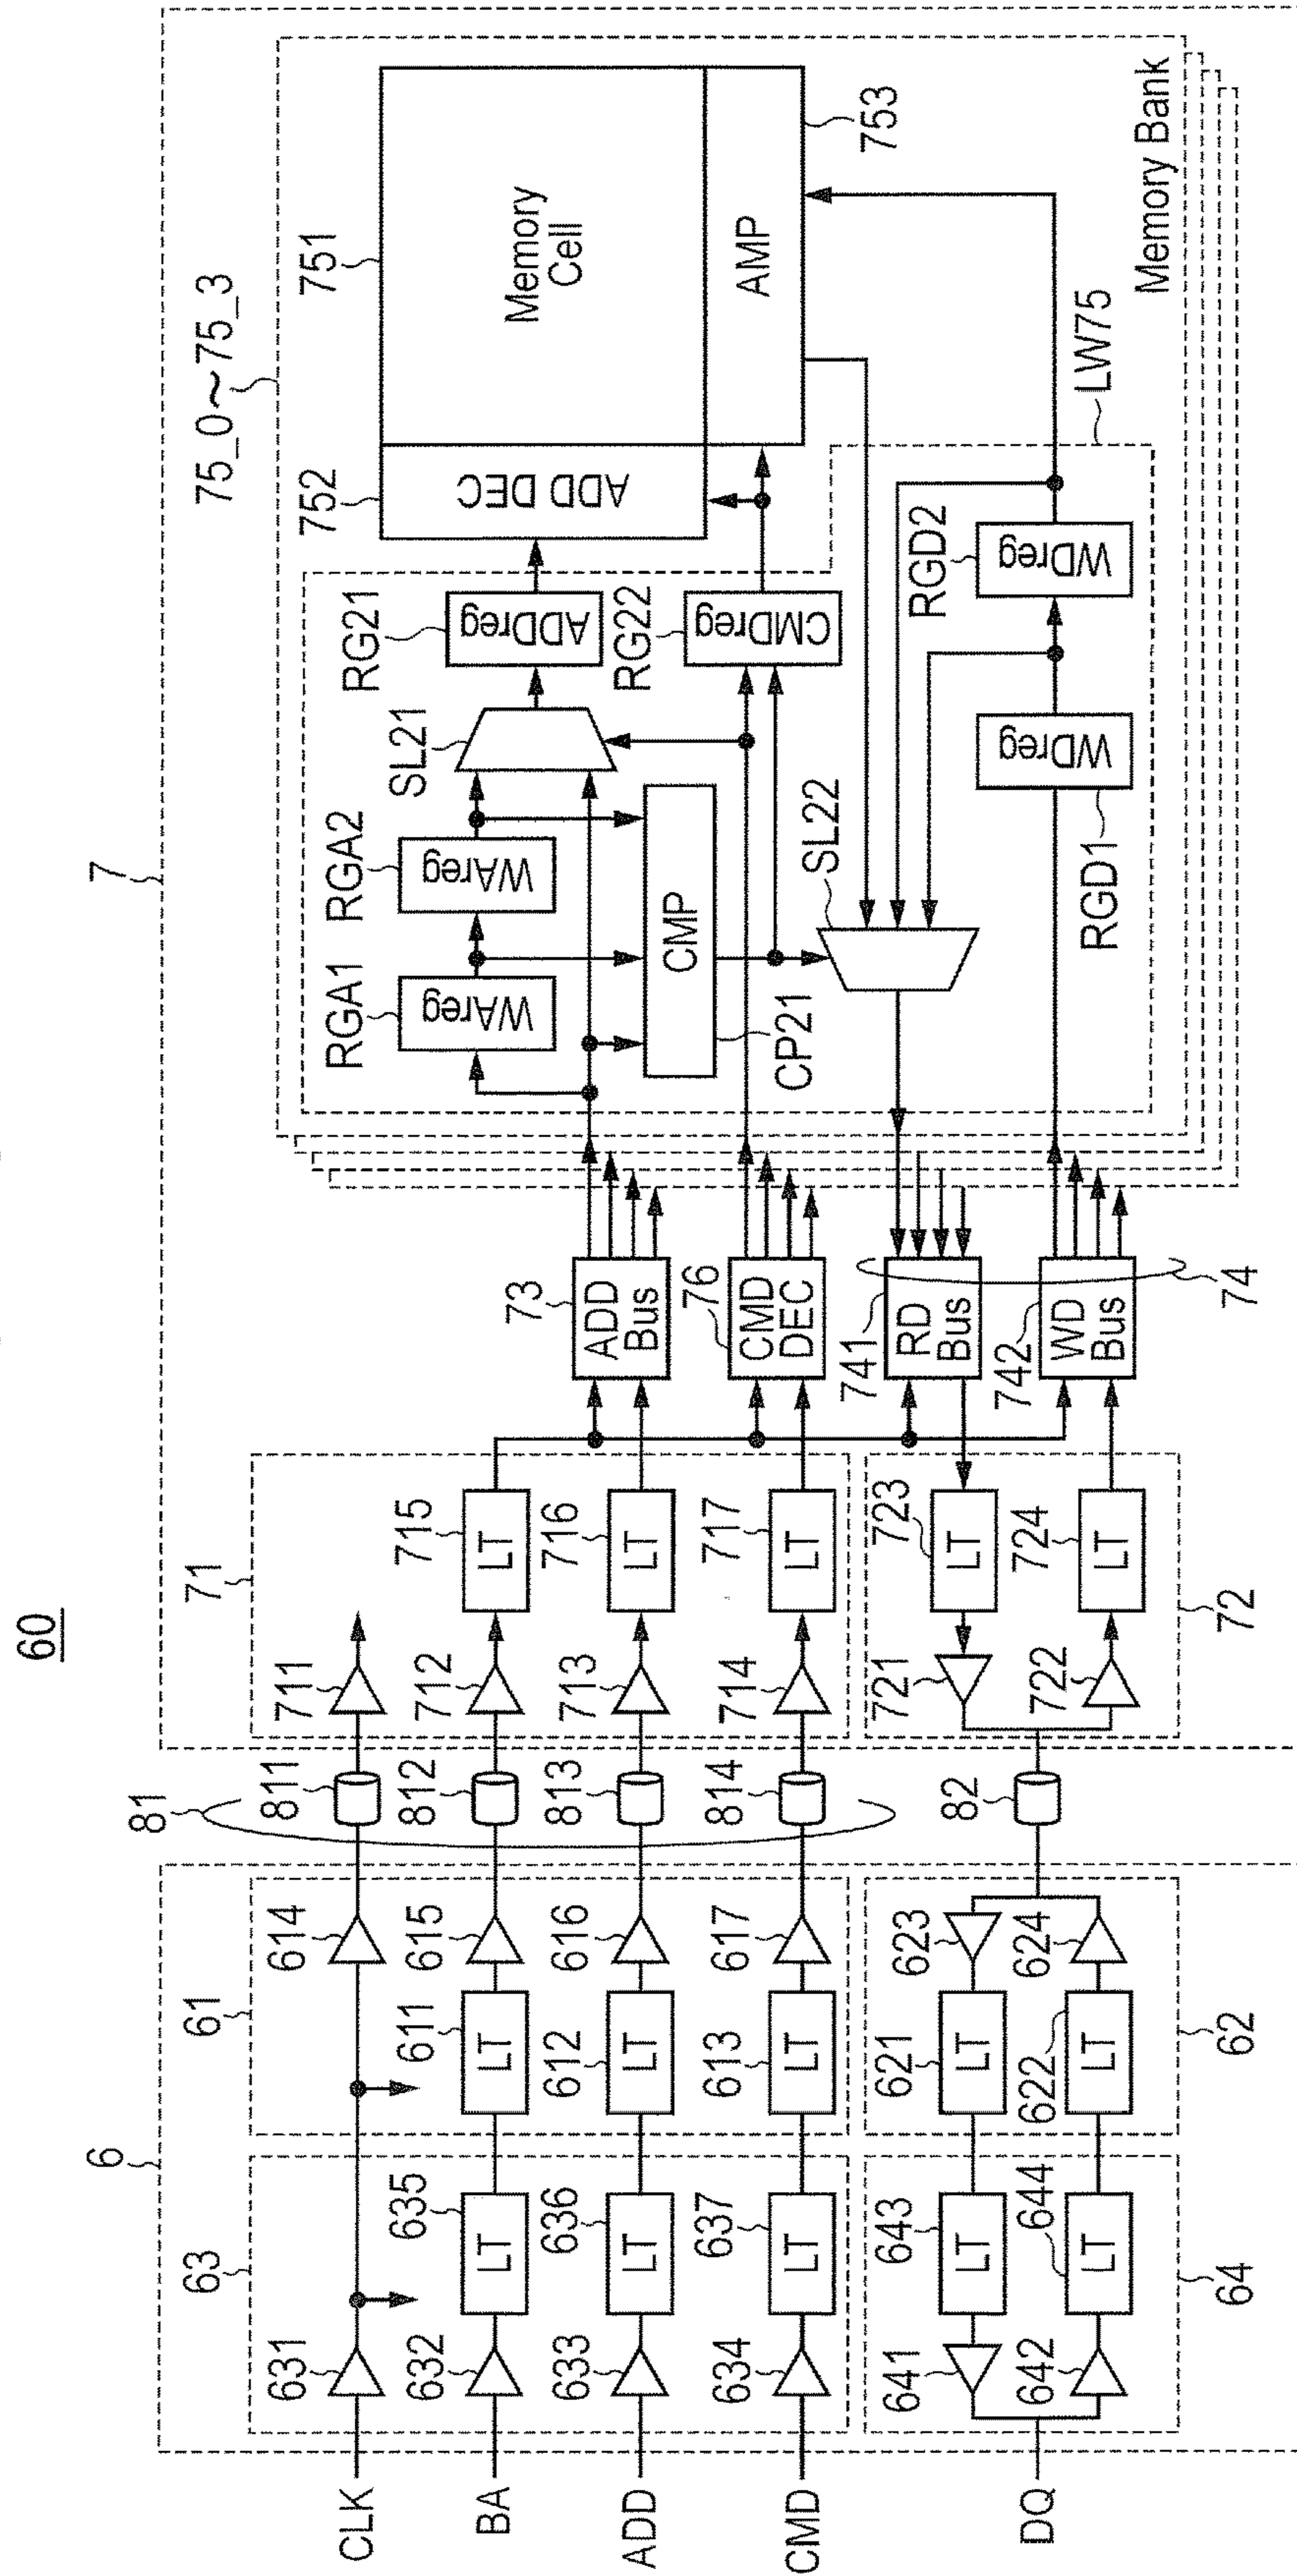 60
6
7
63
61
81
71
75_0~75_3
CLK
631
614
811
711
BA
632
635
611
615
812
712
LT
LT
715
LT
ADD
633
636
612
616
813
713
LT
LT
716
LT
CMD
634
637
613
617
814
714
LT
LT
717
LT
DQ
641
643
621
623
LT
LT
642
644
622
624
LT
LT
64
62
82
721
723
LT
722
724
LT
72
73
ADD
Bus
76
CMD
DEC
741
RD
Bus
742
WD
Bus
74
RGA1
WAreg
RGA2
WAreg
SL21
RG21
ADDreg
752
ADD DEC
751
Memory
Cell
CMP
CP21
RG22
CMDreg
AMP
753
SL22
RGD1
WDreg
RGD2
WDreg
LW75
Memory Bank